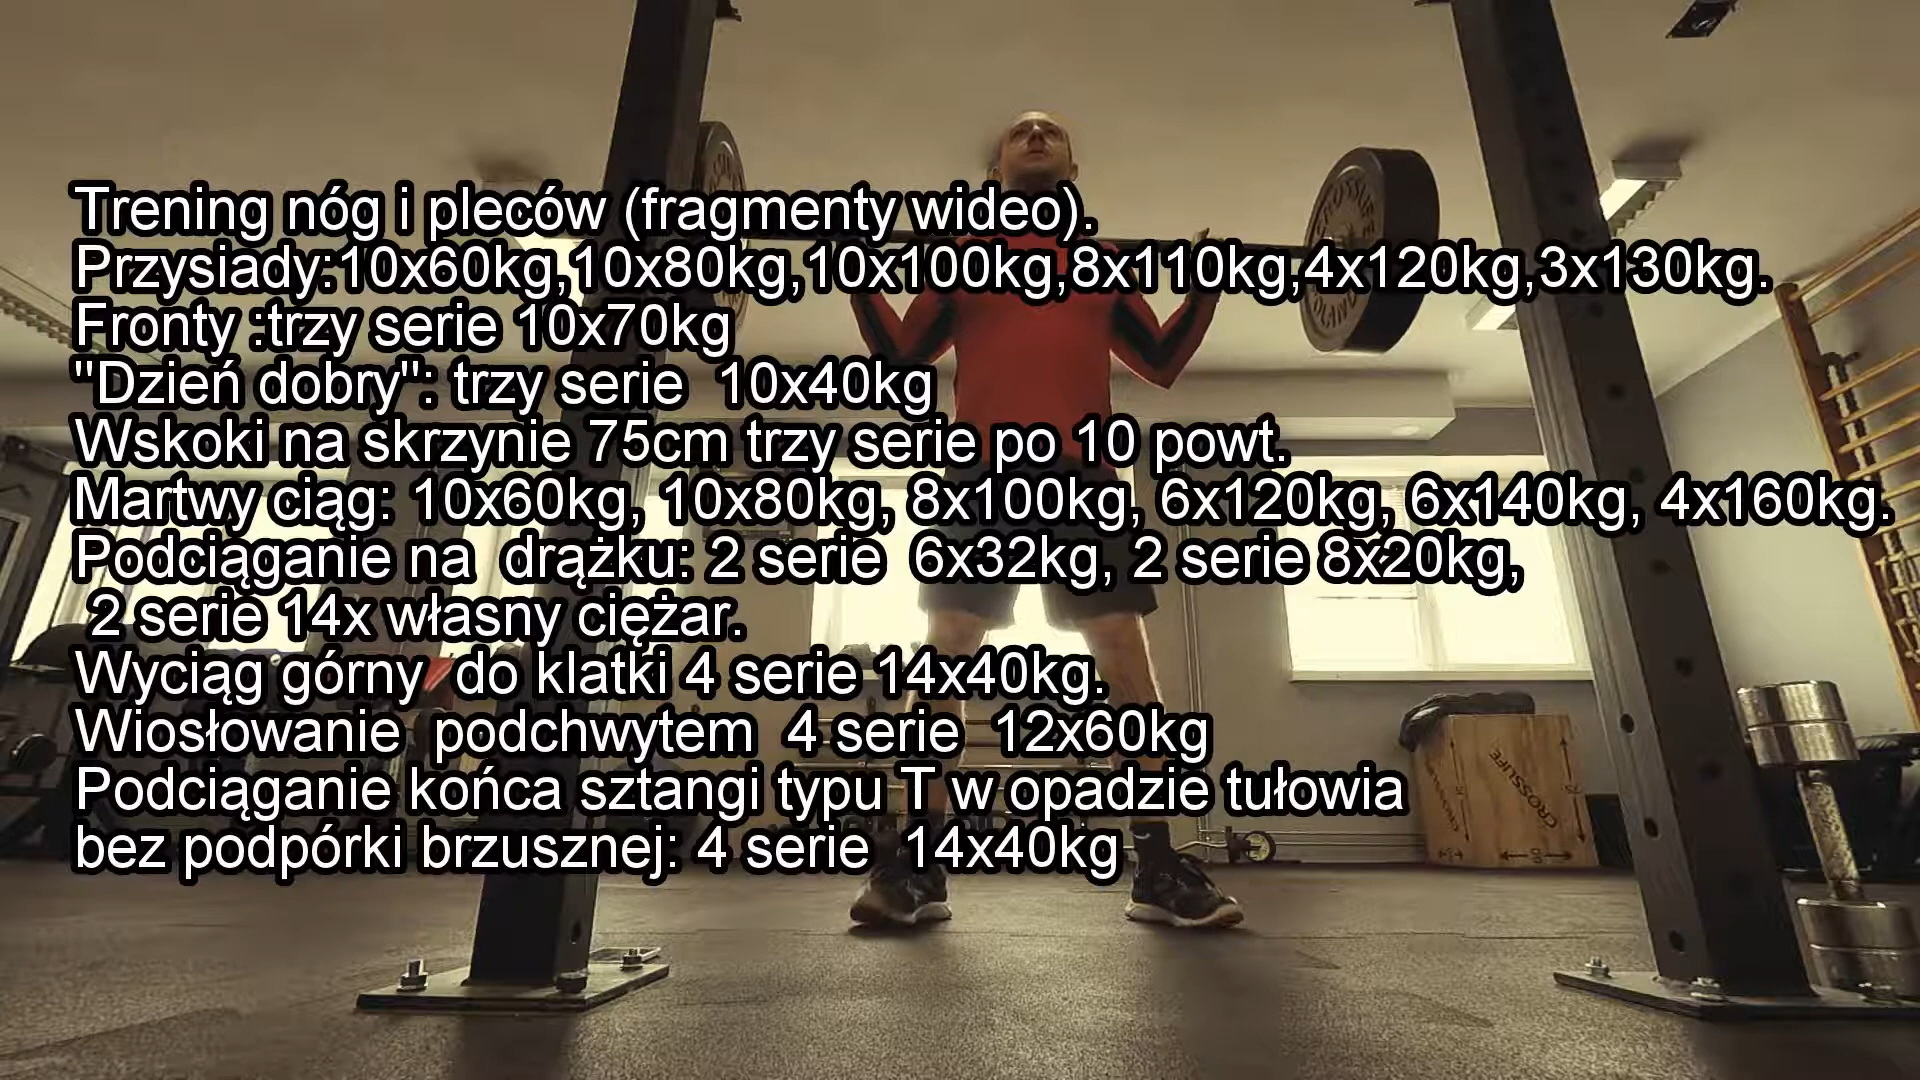 Trening nóg i pleców (fragmenty wideo).
Przysiady:10x60kg,10x80kg,10x100kg,8x110kg,4x120kg,3x130kg.
Fronty :trzy serie 10x70kg
"Dzień dobry": trzy serie  10x40kg
Wskoki na skrzynie 75cm trzy serie po 10 powt.
Martwy ciąg: 10x60kg, 10x80kg, 8x100kg, 6x120kg, 6x140kg, 4x160kg.
Podciąganie na  drążku: 2 serie  6x32kg, 2 serie 8x20kg,
2 serie 14x własny ciężar.
Wyciąg górny  do klatki 4 serie 14x40kg.
Wiosłowanie  podchwytem  4 serie  12x60kg
Podciąganie końca sztangi typu T w opadzie tułowia
bez podpórki brzusznej: 4 serie  14x40kg
CROSSLIFE
CROSSLIFE